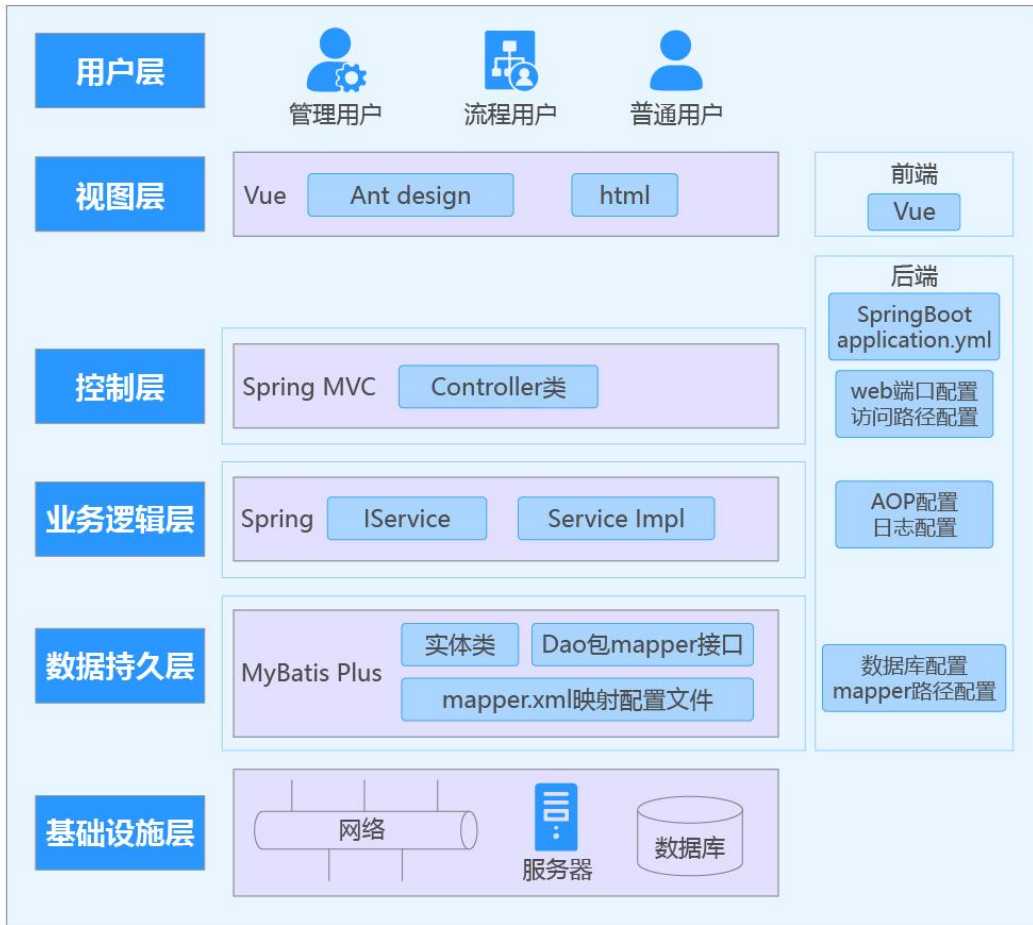 用户层
管理用户
流程用户
普通用户
视图层
Vue
Ant design
html
前端
Vue
后端
SpringBoot
application.yml
控制层
Spring MVC
Controller类
web端口配置
访问路径配置
业务逻辑层
Spring
IService
Service Impl
AOP配置
日志配置
数据持久层
MyBatis Plus
实体类
Dao包mapper接口
mapper.xml映射配置文件
数据库配置
mapper路径配置
基础设施层
网络
服务器
数据库